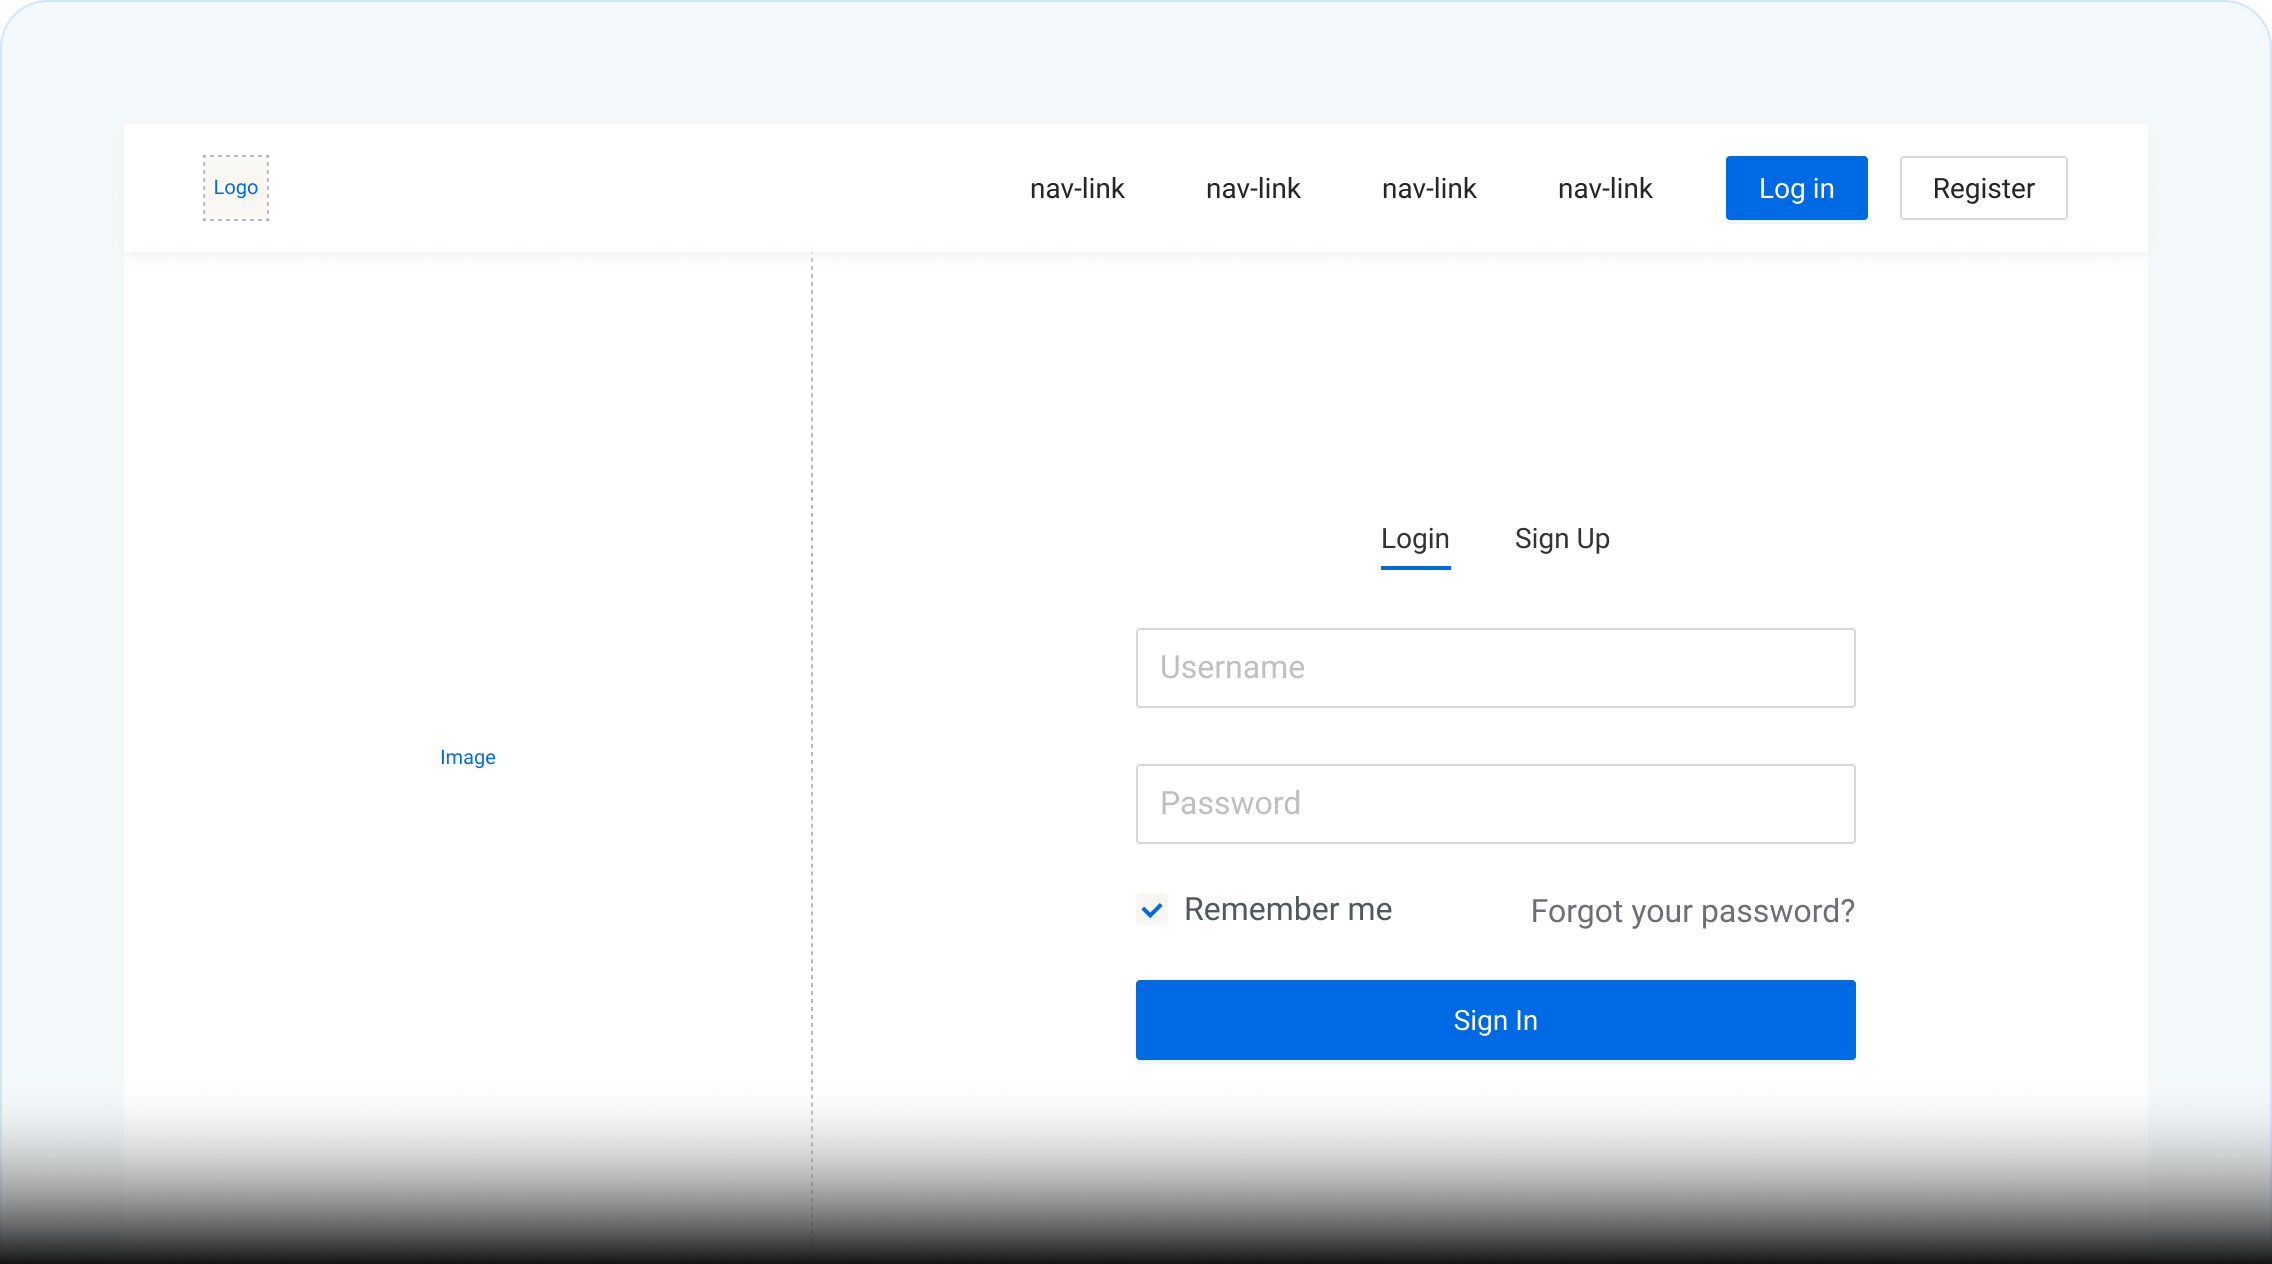 Logo
nav-link nav-link nav-link nav-link Log in Register
Login Sign Up
Username
Image
Password
Remember me Forgot your password?
Sign In